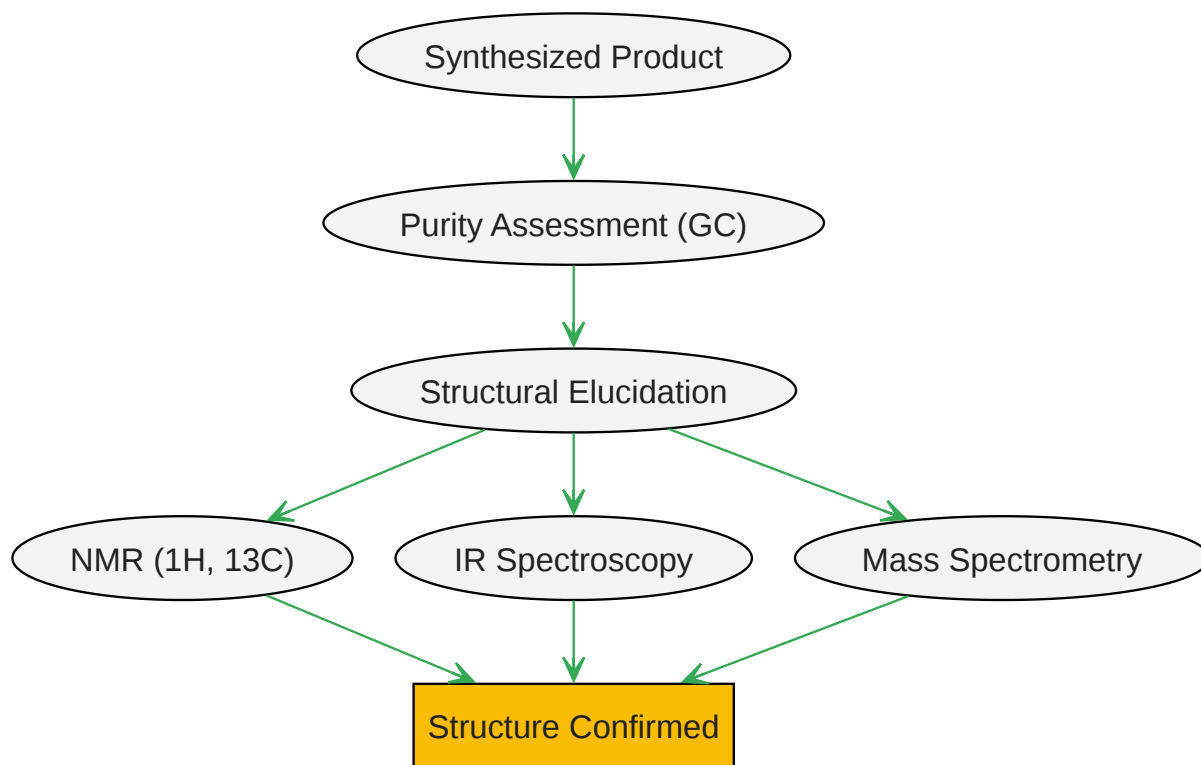 Synthesized Product
Purity Assessment (GC)
Structural Elucidation
NMR (1H, 13C)
IR Spectroscopy
Mass Spectrometry
Structure Confirmed